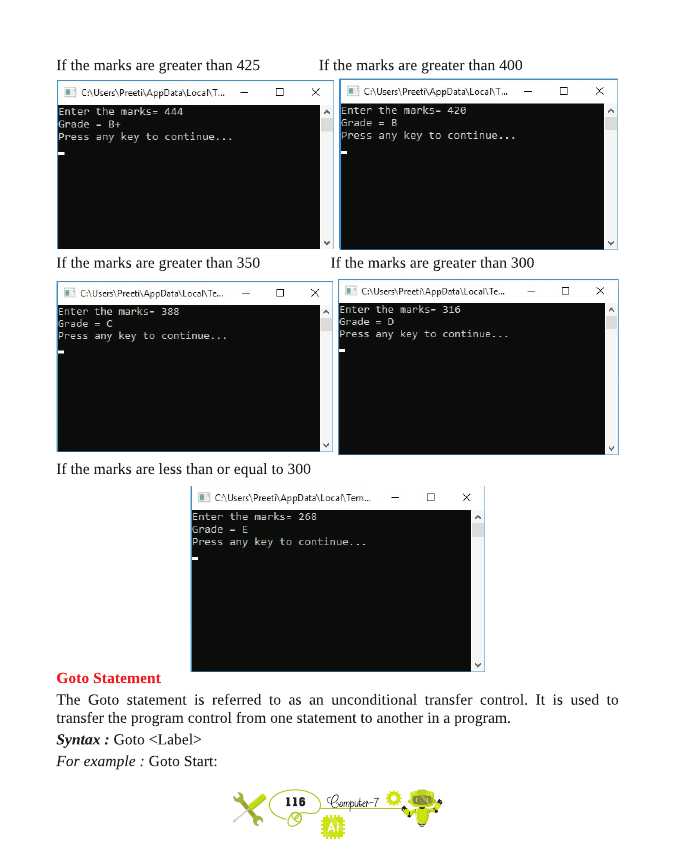 If the marks are greater than 425
If the marks are greater than 400
C:\Users\Preeti\AppData\Local\T...
Enter the marks= 444
Grade = B+
Press any key to continue...
C:\Users\Preeti\AppData\Local\T...
Enter the marks= 420
Grade = B
Press any key to continue...
If the marks are greater than 350
If the marks are greater than 300
C:\Users\Preeti\AppData\Local\Te...
Enter the marks= 388
Grade = C
Press any key to continue...
C:\Users\Preeti\AppData\Local\Te...
Enter the marks= 316
Grade = D
Press any key to continue...
If the marks are less than or equal to 300
C:\Users\Preeti\AppData\Local\Tem...
Enter the marks= 268
Grade = E
Press any key to continue...
Goto Statement
The Goto statement is referred to as an unconditional transfer control. It is used to
transfer the program control from one statement to another in a program.
Syntax : Goto <Label>
For example : Goto Start:
116 Computer-7
AI